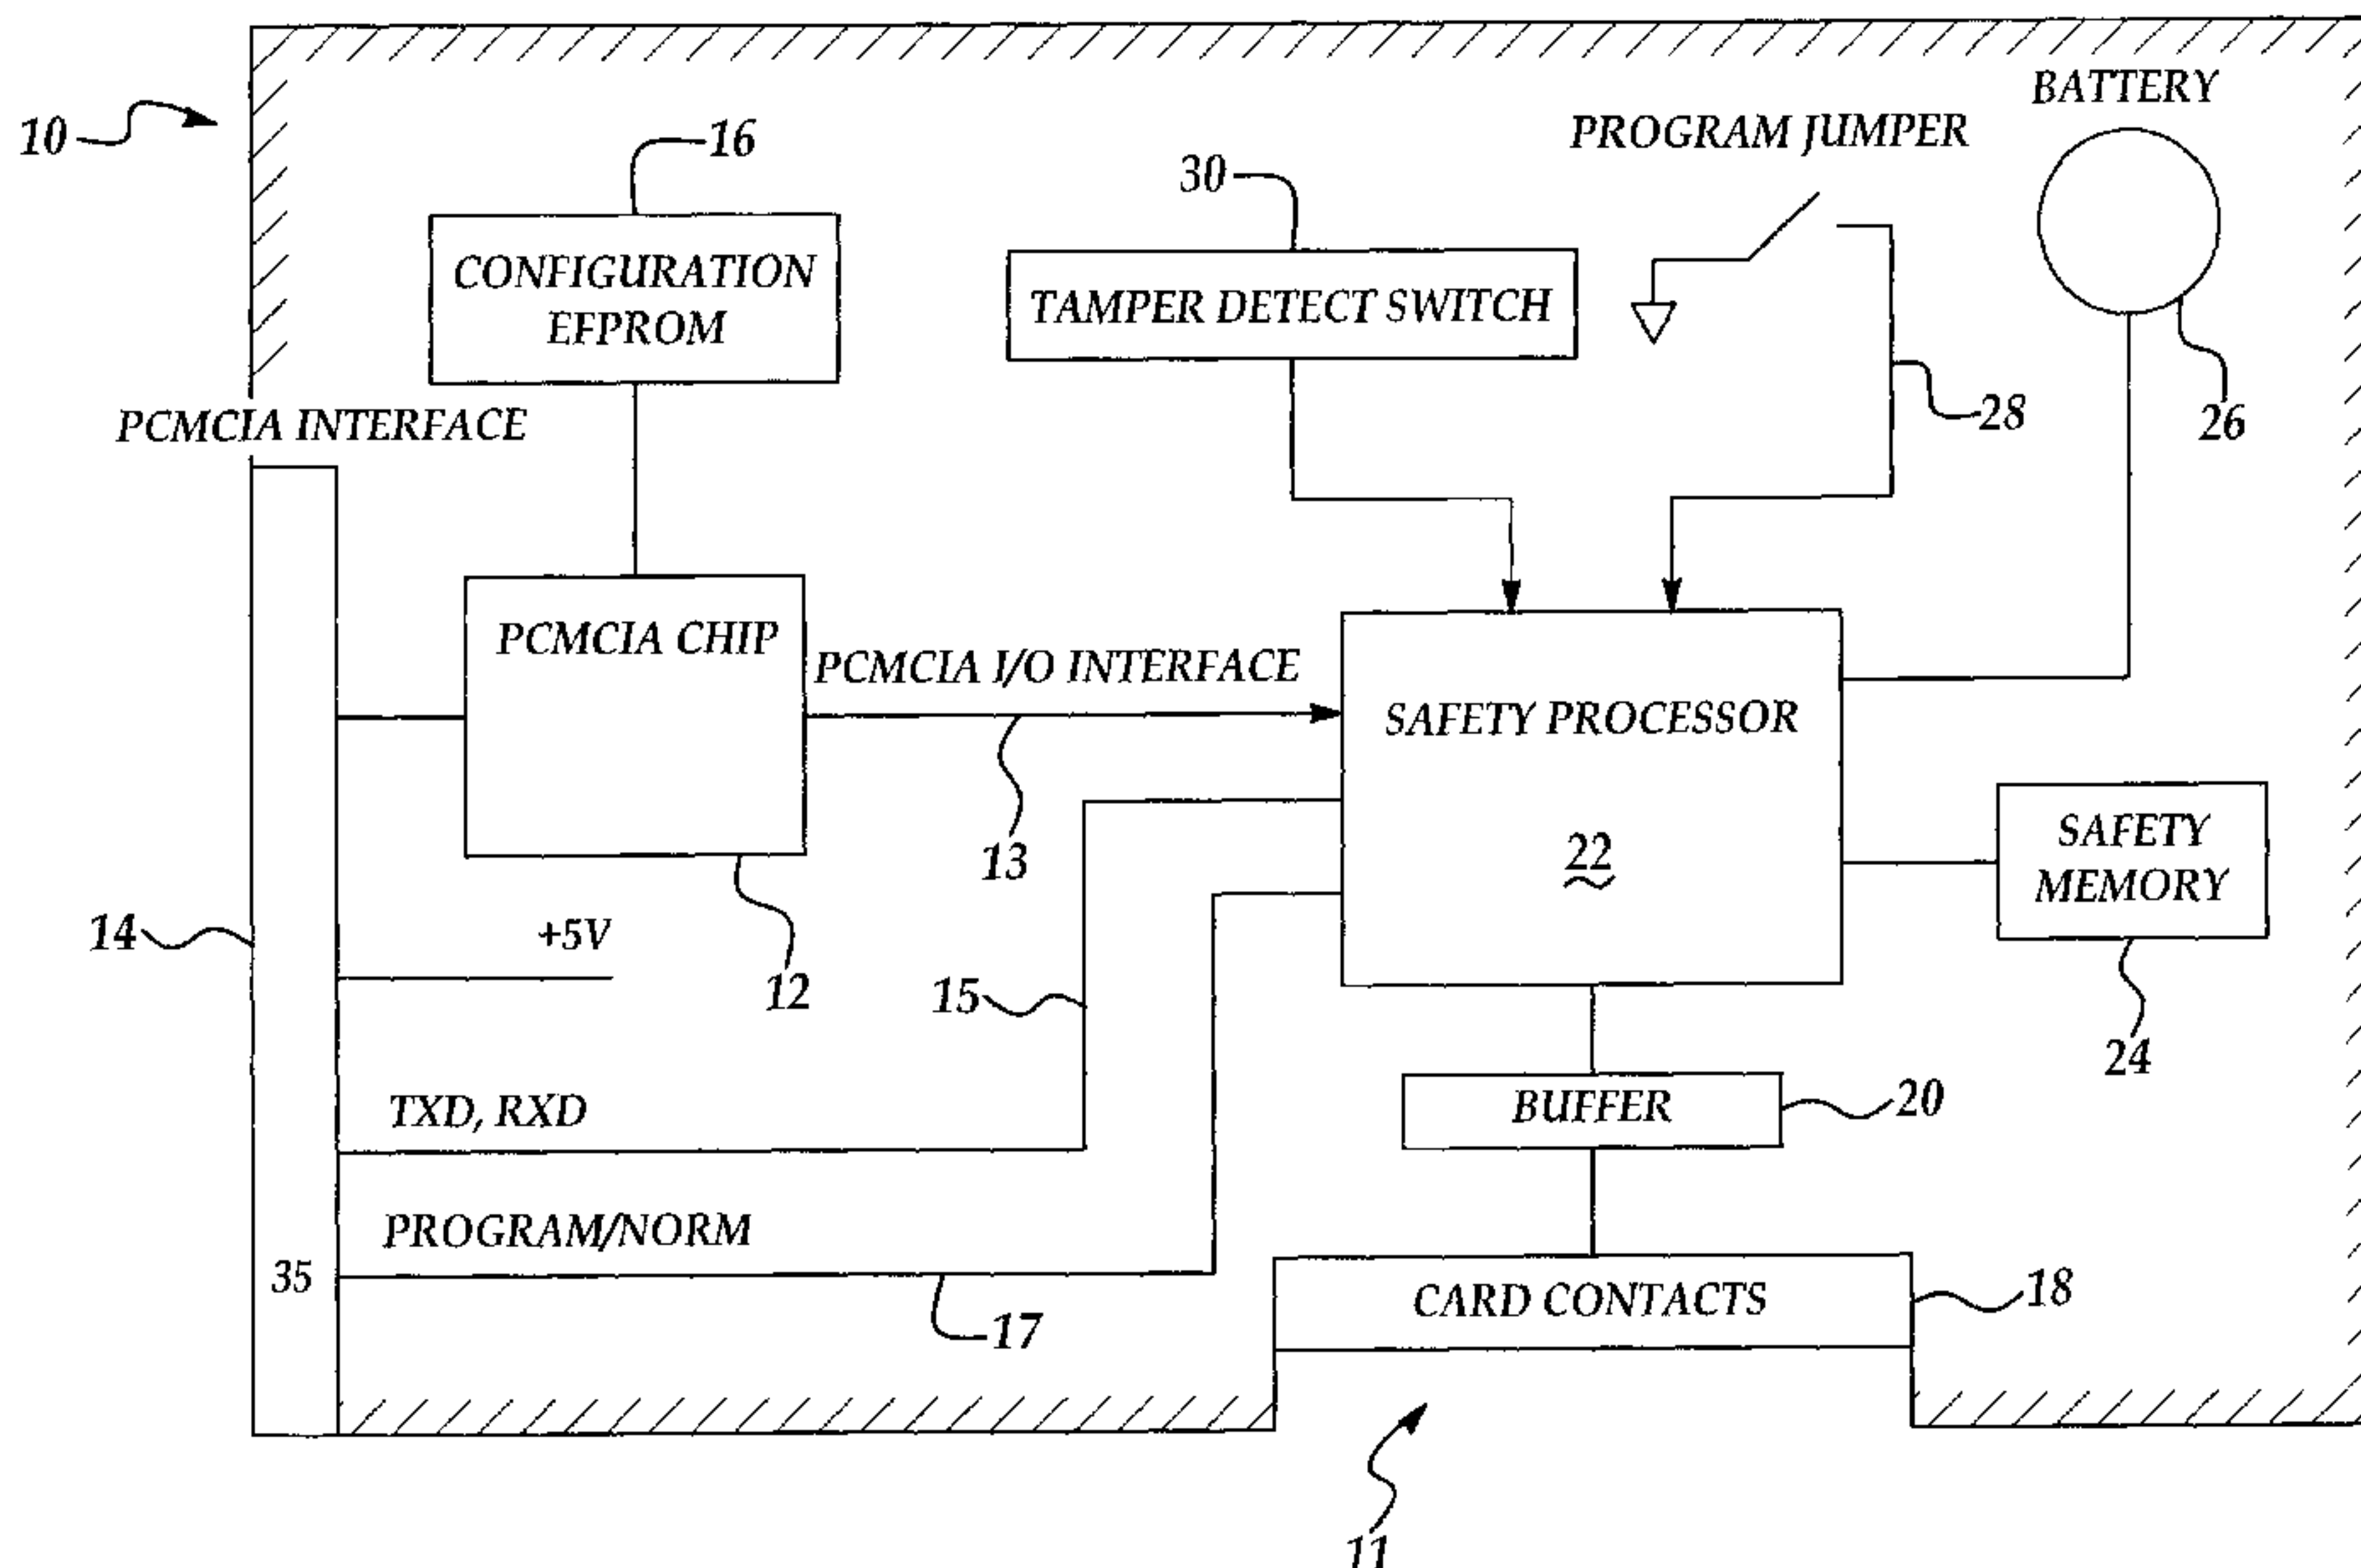 BATTERY
10
16
PROGRAM JUMPER
30
CONFIGURATION
EFPROM
TAMPER DETECT SWITCH
PCMCIA INTERFACE
28
26
PCMCIA CHIP
PCMCIA I/O INTERFACE
SAFETY PROCESSOR
22
13
SAFETY
MEMORY
14
+5V
12
15
24
TXD, RXD
BUFFER
20
PROGRAM/NORM
35
17
CARD CONTACTS
18
11